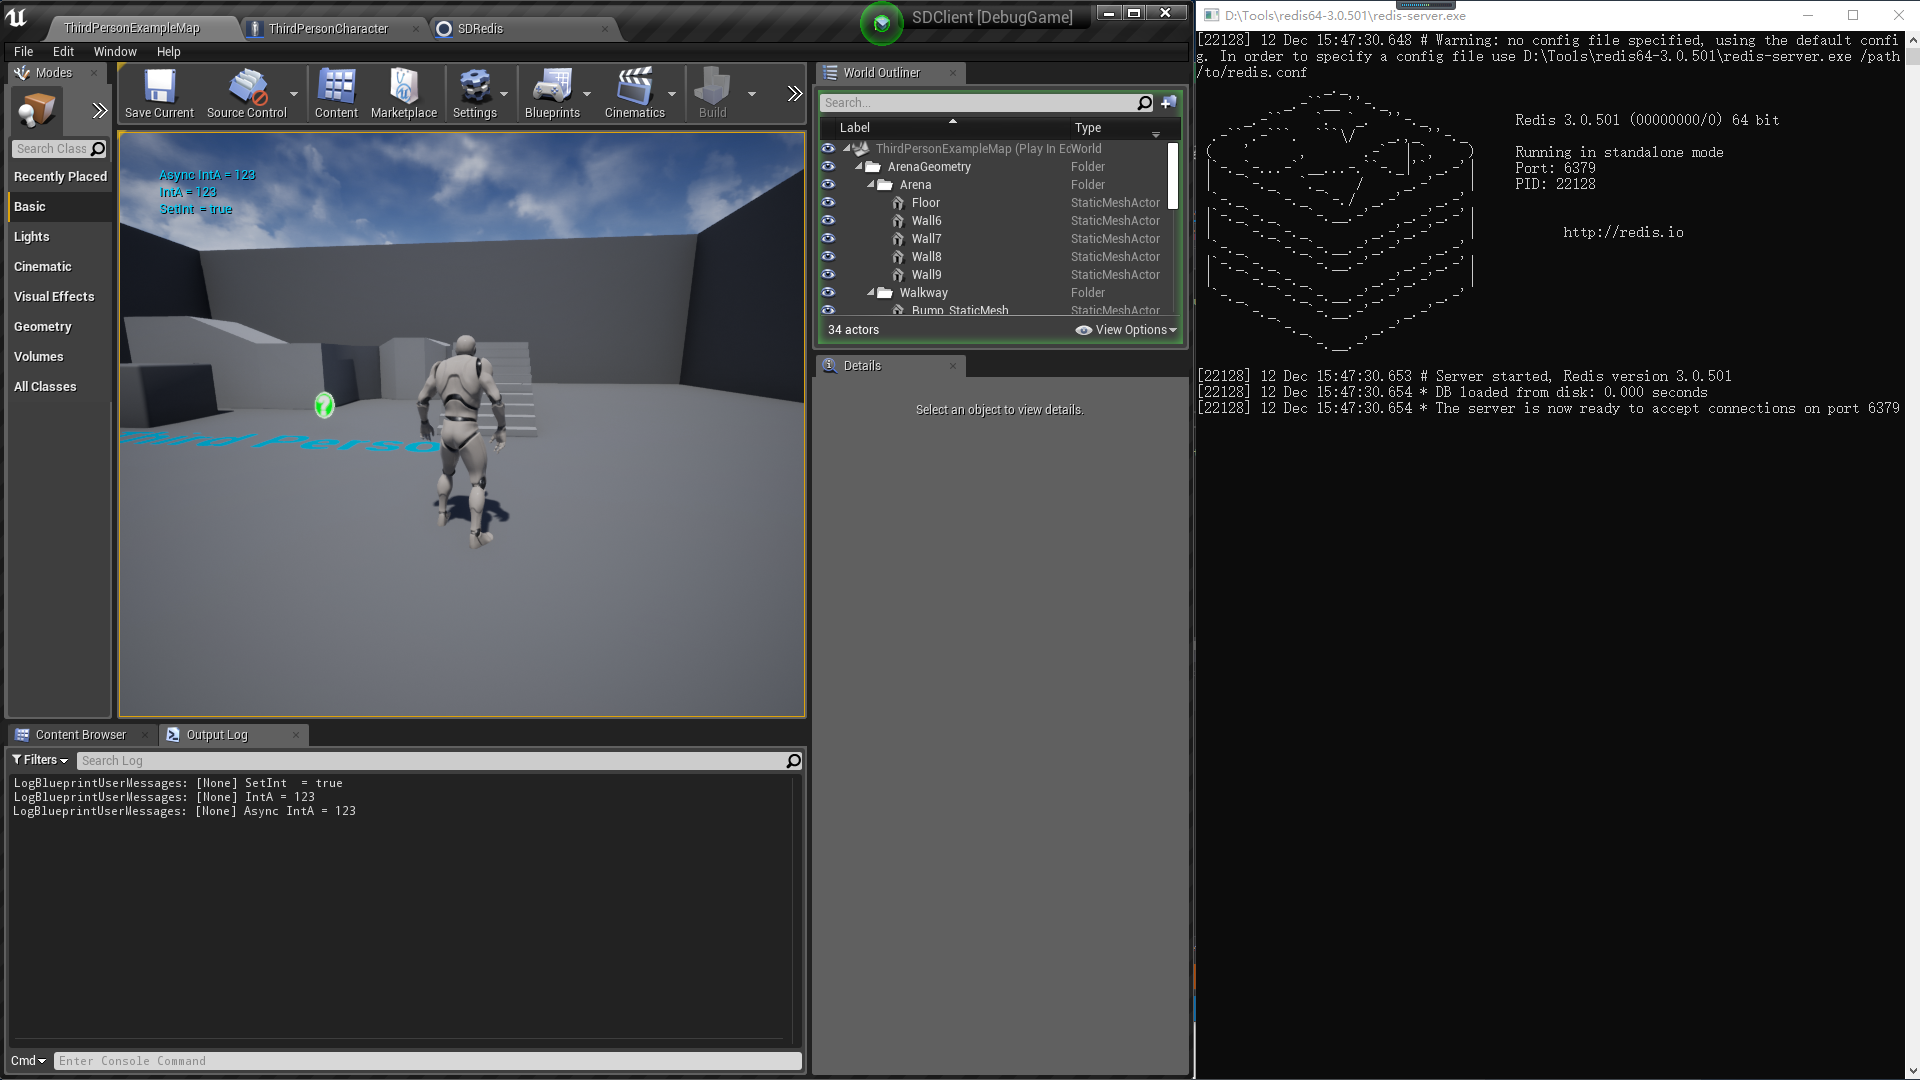 ThirdPersonExampleMap
ThirdPersonCharacter
SDRedis
SDClient [DebugGame]
File Edit Window Help
Modes
Search Class
Recently Placed
Basic
Lights
Cinematic
Visual Effects
Geometry
Volumes
All Classes
Save Current
Source Control
Content
Marketplace
Settings
Blueprints
Cinematics
Build
Async IntA = 123
IntA = 123
SetInt = true
Third Perso
World Outliner
Search...
Label Type
ThirdPersonExampleMap (Play In Ed World
ArenaGeometry Folder
Arena Folder
Floor StaticMeshActor
Wall6 StaticMeshActor
Wall7 StaticMeshActor
Wall8 StaticMeshActor
Wall9 StaticMeshActor
Walkway Folder
Bump_StaticMesh StaticMeshActor
34 actors
View Options
Details
Select an object to view details.
Content Browser
Output Log
Filters
Search Log
LogBlueprintUserMessages: [None] SetInt  = true
LogBlueprintUserMessages: [None] IntA = 123
LogBlueprintUserMessages: [None] Async IntA = 123
Cmd
Enter Console Command
D:\Tools\redis64-3.0.501\redis-server.exe
[22128] 12 Dec 15:47:30.648 # Warning: no config file specified, using the default confi
g. In order to specify a config file use D:\Tools\redis64-3.0.501\redis-server.exe /path
/to/redis.conf
Redis 3.0.501 (00000000/0) 64 bit
Running in standalone mode
Port: 6379
PID: 22128
http://redis.io
[22128] 12 Dec 15:47:30.653 # Server started, Redis version 3.0.501
[22128] 12 Dec 15:47:30.654 * DB loaded from disk: 0.000 seconds
[22128] 12 Dec 15:47:30.654 * The server is now ready to accept connections on port 6379